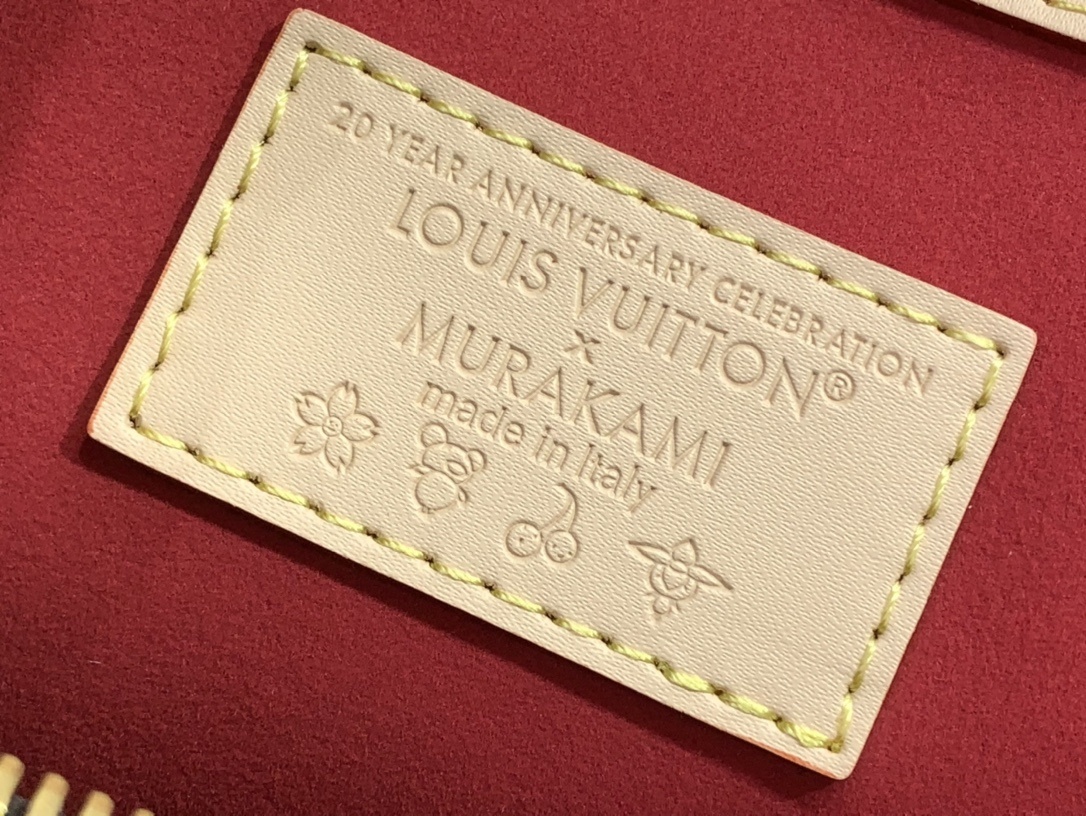 20 YEAR ANNIVERSARY CELEBRATION
LOUIS VUITTON®
x
MURAKAMI
made in Italy